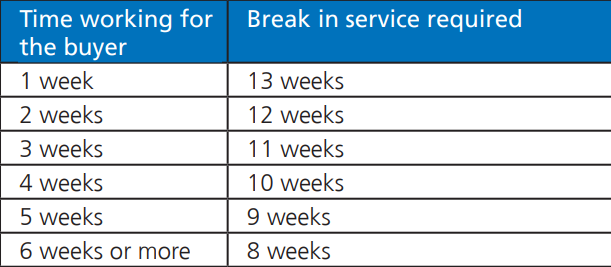 Time working for the buyer Break in service required
1 week 13 weeks
2 weeks 12 weeks
3 weeks 11 weeks
4 weeks 10 weeks
5 weeks 9 weeks
6 weeks or more 8 weeks